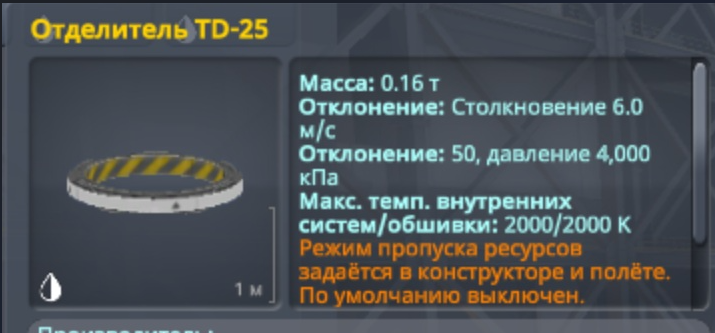 Отделитель TD-25
Масса: 0.16 т
Отклонение: Столкновение 6.0
м/с
Отклонение: 50, давление 4,000
кПа
Макс. темп. внутренних
систем/обшивки: 2000/2000 K
Режим пропуска ресурсов
задаётся в конструкторе и полёте.
По умолчанию выключен.
1 м